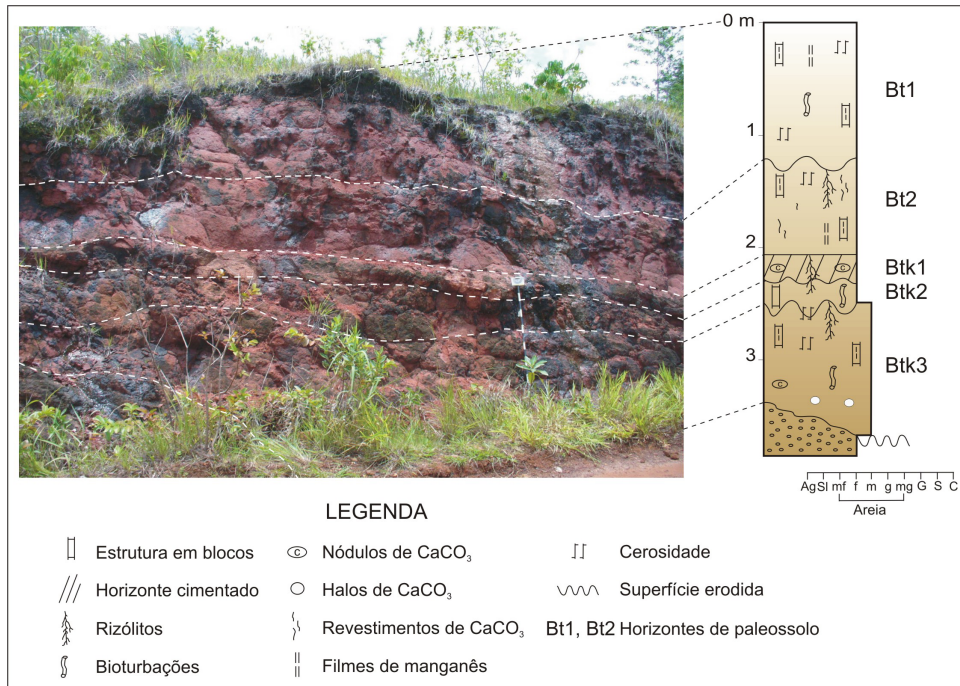 0 m
Bt1
1
Bt2
2
Btk1
Btk2
3
Btk3
C C
C
Ag Sl mf f m g mg G S C
Areia
LEGENDA
Estrutura em blocos
C Nódulos de CaCO₃
Cerosidade
Horizonte cimentado
Halos de CaCO₃
Superfície erodida
Rizólitos
Revestimentos de CaCO₃
Bt1, Bt2 Horizontes de paleossolo
Bioturbações
Filmes de manganês